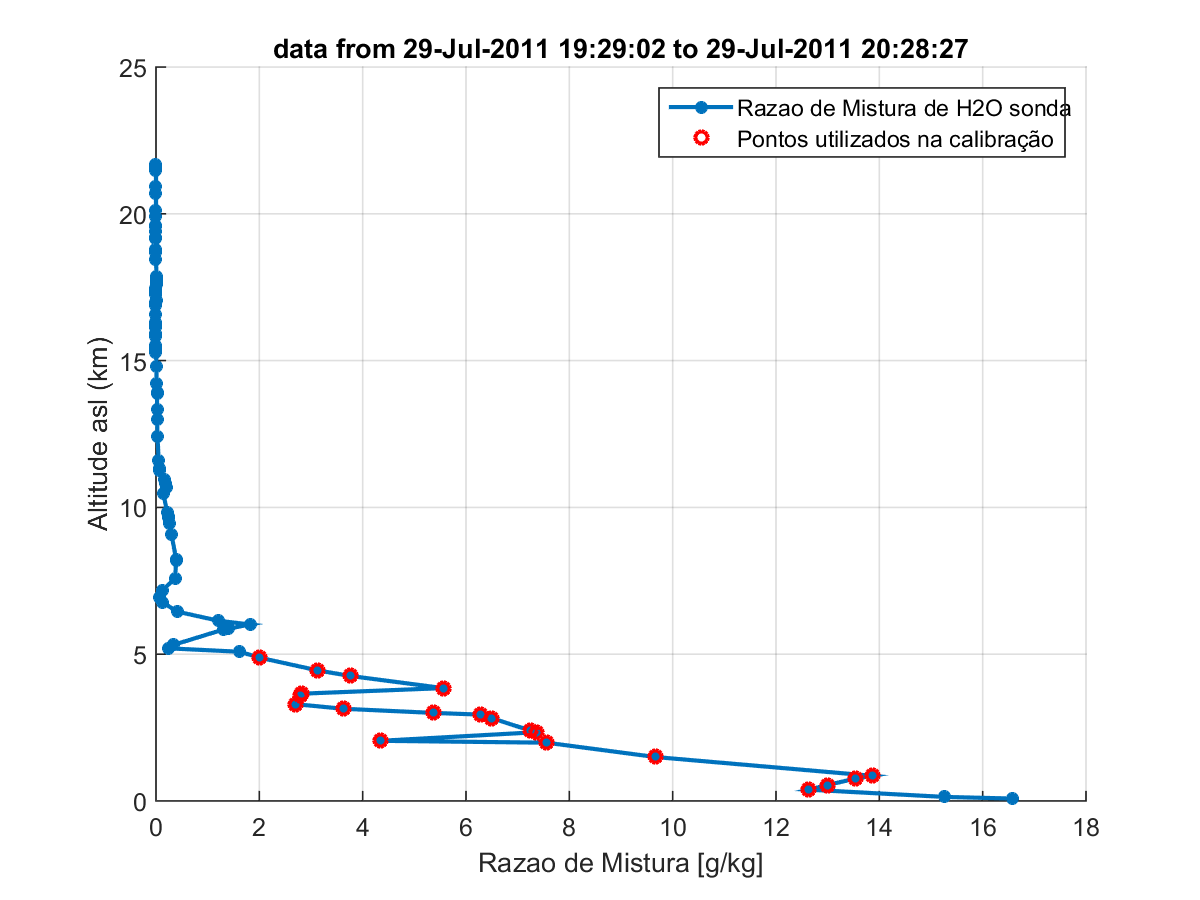 data from 29-Jul-2011 19:29:02 to 29-Jul-2011 20:28:27
Razao de Mistura de H2O sonda
Pontos utilizados na calibração
25
20
15
10
5
0
Altitude asl (km)
0 2 4 6 8 10 12 14 16 18
Razao de Mistura [g/kg]